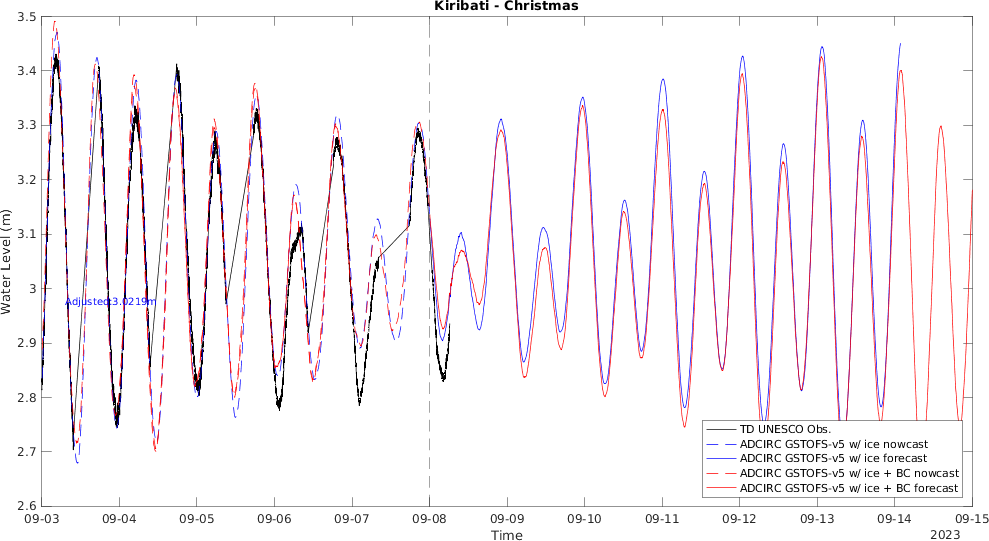 Kiribati - Christmas
3.5
3.4
3.3
3.2
3.1
3
2.9
2.8
2.7
2.6
Water Level (m)
Adjusted:3.0219m
TD UNESCO Obs.
ADCIRC GSTOFS-v5 w/ ice nowcast
ADCIRC GSTOFS-v5 w/ ice forecast
ADCIRC GSTOFS-v5 w/ ice + BC nowcast
ADCIRC GSTOFS-v5 w/ ice + BC forecast
09-03 09-04 09-05 09-06 09-07 09-08 09-09 09-10 09-11 09-12 09-13 09-14 09-15
Time
2023